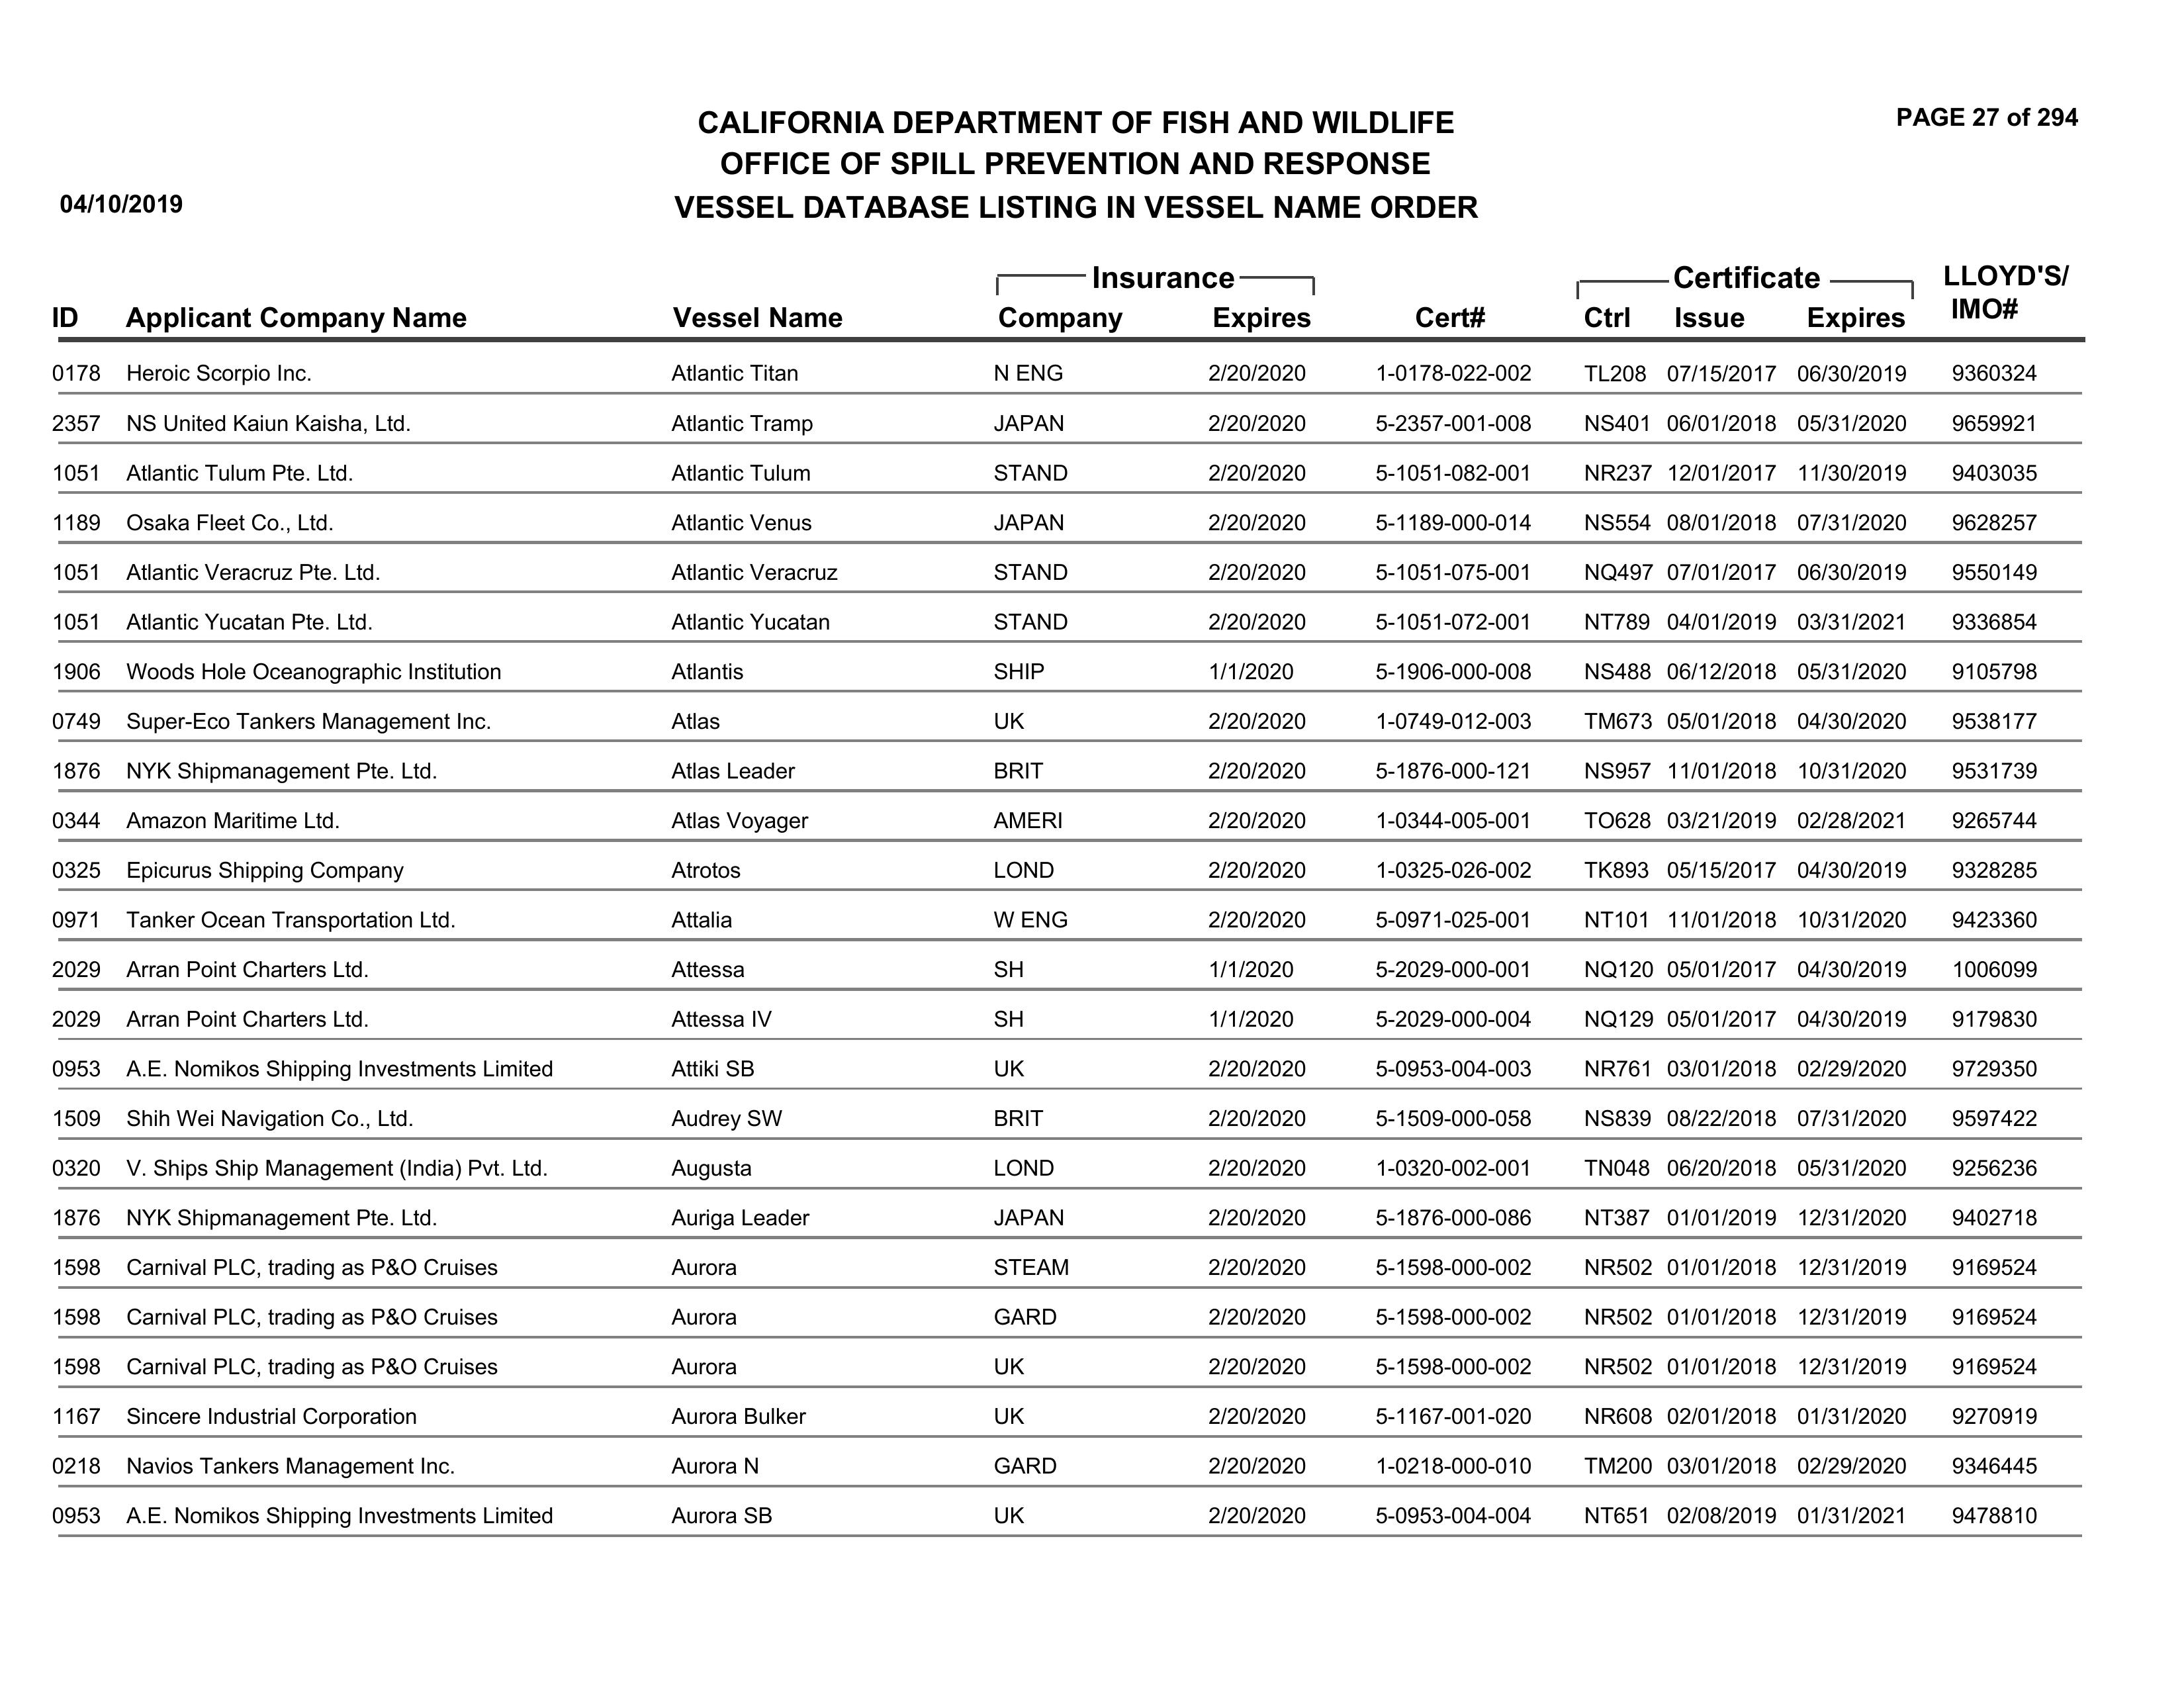 PAGE 27 of 294
CALIFORNIA DEPARTMENT OF FISH AND WILDLIFE
OFFICE OF SPILL PREVENTION AND RESPONSE
04/10/2019 VESSEL DATABASE LISTING IN VESSEL NAME ORDER
Insurance Certificate LLOYD'S/
ID Applicant Company Name Vessel Name Company Expires Cert# Ctrl Issue Expires IMO#
0178 Heroic Scorpio Inc. Atlantic Titan N ENG 2/20/2020 1-0178-022-002 TL208 07/15/2017 06/30/2019 9360324
2357 NS United Kaiun Kaisha, Ltd. Atlantic Tramp JAPAN 2/20/2020 5-2357-001-008 NS401 06/01/2018 05/31/2020 9659921
1051 Atlantic Tulum Pte. Ltd. Atlantic Tulum STAND 2/20/2020 5-1051-082-001 NR237 12/01/2017 11/30/2019 9403035
1189 Osaka Fleet Co., Ltd. Atlantic Venus JAPAN 2/20/2020 5-1189-000-014 NS554 08/01/2018 07/31/2020 9628257
1051 Atlantic Veracruz Pte. Ltd. Atlantic Veracruz STAND 2/20/2020 5-1051-075-001 NQ497 07/01/2017 06/30/2019 9550149
1051 Atlantic Yucatan Pte. Ltd. Atlantic Yucatan STAND 2/20/2020 5-1051-072-001 NT789 04/01/2019 03/31/2021 9336854
1906 Woods Hole Oceanographic Institution Atlantis SHIP 1/1/2020 5-1906-000-008 NS488 06/12/2018 05/31/2020 9105798
0749 Super-Eco Tankers Management Inc. Atlas UK 2/20/2020 1-0749-012-003 TM673 05/01/2018 04/30/2020 9538177
1876 NYK Shipmanagement Pte. Ltd. Atlas Leader BRIT 2/20/2020 5-1876-000-121 NS957 11/01/2018 10/31/2020 9531739
0344 Amazon Maritime Ltd. Atlas Voyager AMERI 2/20/2020 1-0344-005-001 TO628 03/21/2019 02/28/2021 9265744
0325 Epicurus Shipping Company Atrotos LOND 2/20/2020 1-0325-026-002 TK893 05/15/2017 04/30/2019 9328285
0971 Tanker Ocean Transportation Ltd. Attalia W ENG 2/20/2020 5-0971-025-001 NT101 11/01/2018 10/31/2020 9423360
2029 Arran Point Charters Ltd. Attessa SH 1/1/2020 5-2029-000-001 NQ120 05/01/2017 04/30/2019 1006099
2029 Arran Point Charters Ltd. Attessa IV SH 1/1/2020 5-2029-000-004 NQ129 05/01/2017 04/30/2019 9179830
0953 A.E. Nomikos Shipping Investments Limited Attiki SB UK 2/20/2020 5-0953-004-003 NR761 03/01/2018 02/29/2020 9729350
1509 Shih Wei Navigation Co., Ltd. Audrey SW BRIT 2/20/2020 5-1509-000-058 NS839 08/22/2018 07/31/2020 9597422
0320 V. Ships Ship Management (India) Pvt. Ltd. Augusta LOND 2/20/2020 1-0320-002-001 TN048 06/20/2018 05/31/2020 9256236
1876 NYK Shipmanagement Pte. Ltd. Auriga Leader JAPAN 2/20/2020 5-1876-000-086 NT387 01/01/2019 12/31/2020 9402718
1598 Carnival PLC, trading as P&O Cruises Aurora STEAM 2/20/2020 5-1598-000-002 NR502 01/01/2018 12/31/2019 9169524
1598 Carnival PLC, trading as P&O Cruises Aurora GARD 2/20/2020 5-1598-000-002 NR502 01/01/2018 12/31/2019 9169524
1598 Carnival PLC, trading as P&O Cruises Aurora UK 2/20/2020 5-1598-000-002 NR502 01/01/2018 12/31/2019 9169524
1167 Sincere Industrial Corporation Aurora Bulker UK 2/20/2020 5-1167-001-020 NR608 02/01/2018 01/31/2020 9270919
0218 Navios Tankers Management Inc. Aurora N GARD 2/20/2020 1-0218-000-010 TM200 03/01/2018 02/29/2020 9346445
0953 A.E. Nomikos Shipping Investments Limited Aurora SB UK 2/20/2020 5-0953-004-004 NT651 02/08/2019 01/31/2021 9478810